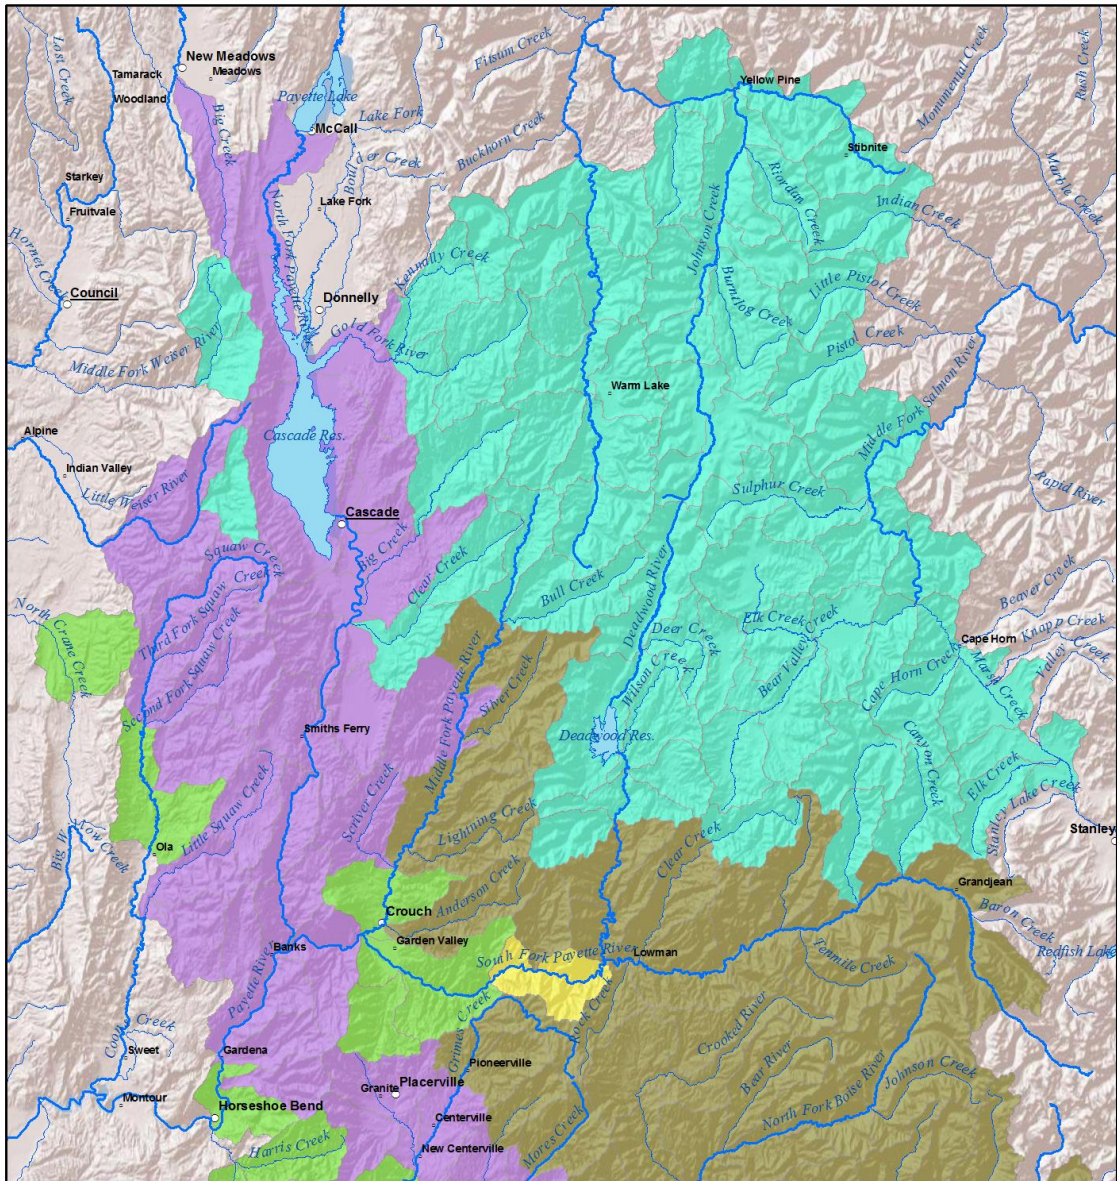 Lost Creek
New Meadows
Meadows
Tamarack
Woodland
Big Creek
Payette Lake
McCall
Lake Fork
Boulder Creek
Fitsum Creek
Buckhorn Creek
Yellow Pine
Stibnite
Monumental Creek
Rush Creek
Marble Creek
Starkey
Fruitvale
Lake Fork
North Fork Payette River
Johnson Creek
Riordan Creek
Indian Creek
Hornet Creek
Council
Kennally Creek
Donnelly
Gold Fork River
Burntlog Creek
Little Pistol Creek
Pistol Creek
Middle Fork Weiser River
Warm Lake
Middle Fork Salmon River
Alpine
Indian Valley
Little Weiser River
Cascade Res.
Cascade
Sulphur Creek
Rapid River
Squaw Creek
Big Creek
Clear Creek
Bull Creek
Deadwood River
Beaver Creek
Third Fork Squaw Creek
North Crane Creek
Second Fork Squaw Creek
Middle Fork Payette River
Silver Creek
Deer Creek
Wilson Creek
Elk Creek
Bear Valley Creek
Cape Horn
Knapp Creek
Valley Creek
Marsh Creek
Cape Horn Creek
Smiths Ferry
Deadwood Res.
Canyon Creek
Elk Creek
Stanley Lake Creek
Stanley
Little Squaw Creek
Scriver Creek
Lightning Creek
Clear Creek
Big W
Mow Creek
Ola
Anderson Creek
Crouch
Garden Valley
Grandjean
Baron Creek
Redfish Lake
Banks
South Fork Payette River
Lowman
Tenmile Creek
Payette River
Grimes Creek
Rock Creek
Crooked River
Bear River
Sweet
Gardena
Pioneerville
North Fork Boise River
Johnson Creek
Montour
Horseshoe Bend
Granite
Placerville
Centerville
New Centerville
Mores Creek
Harris Creek